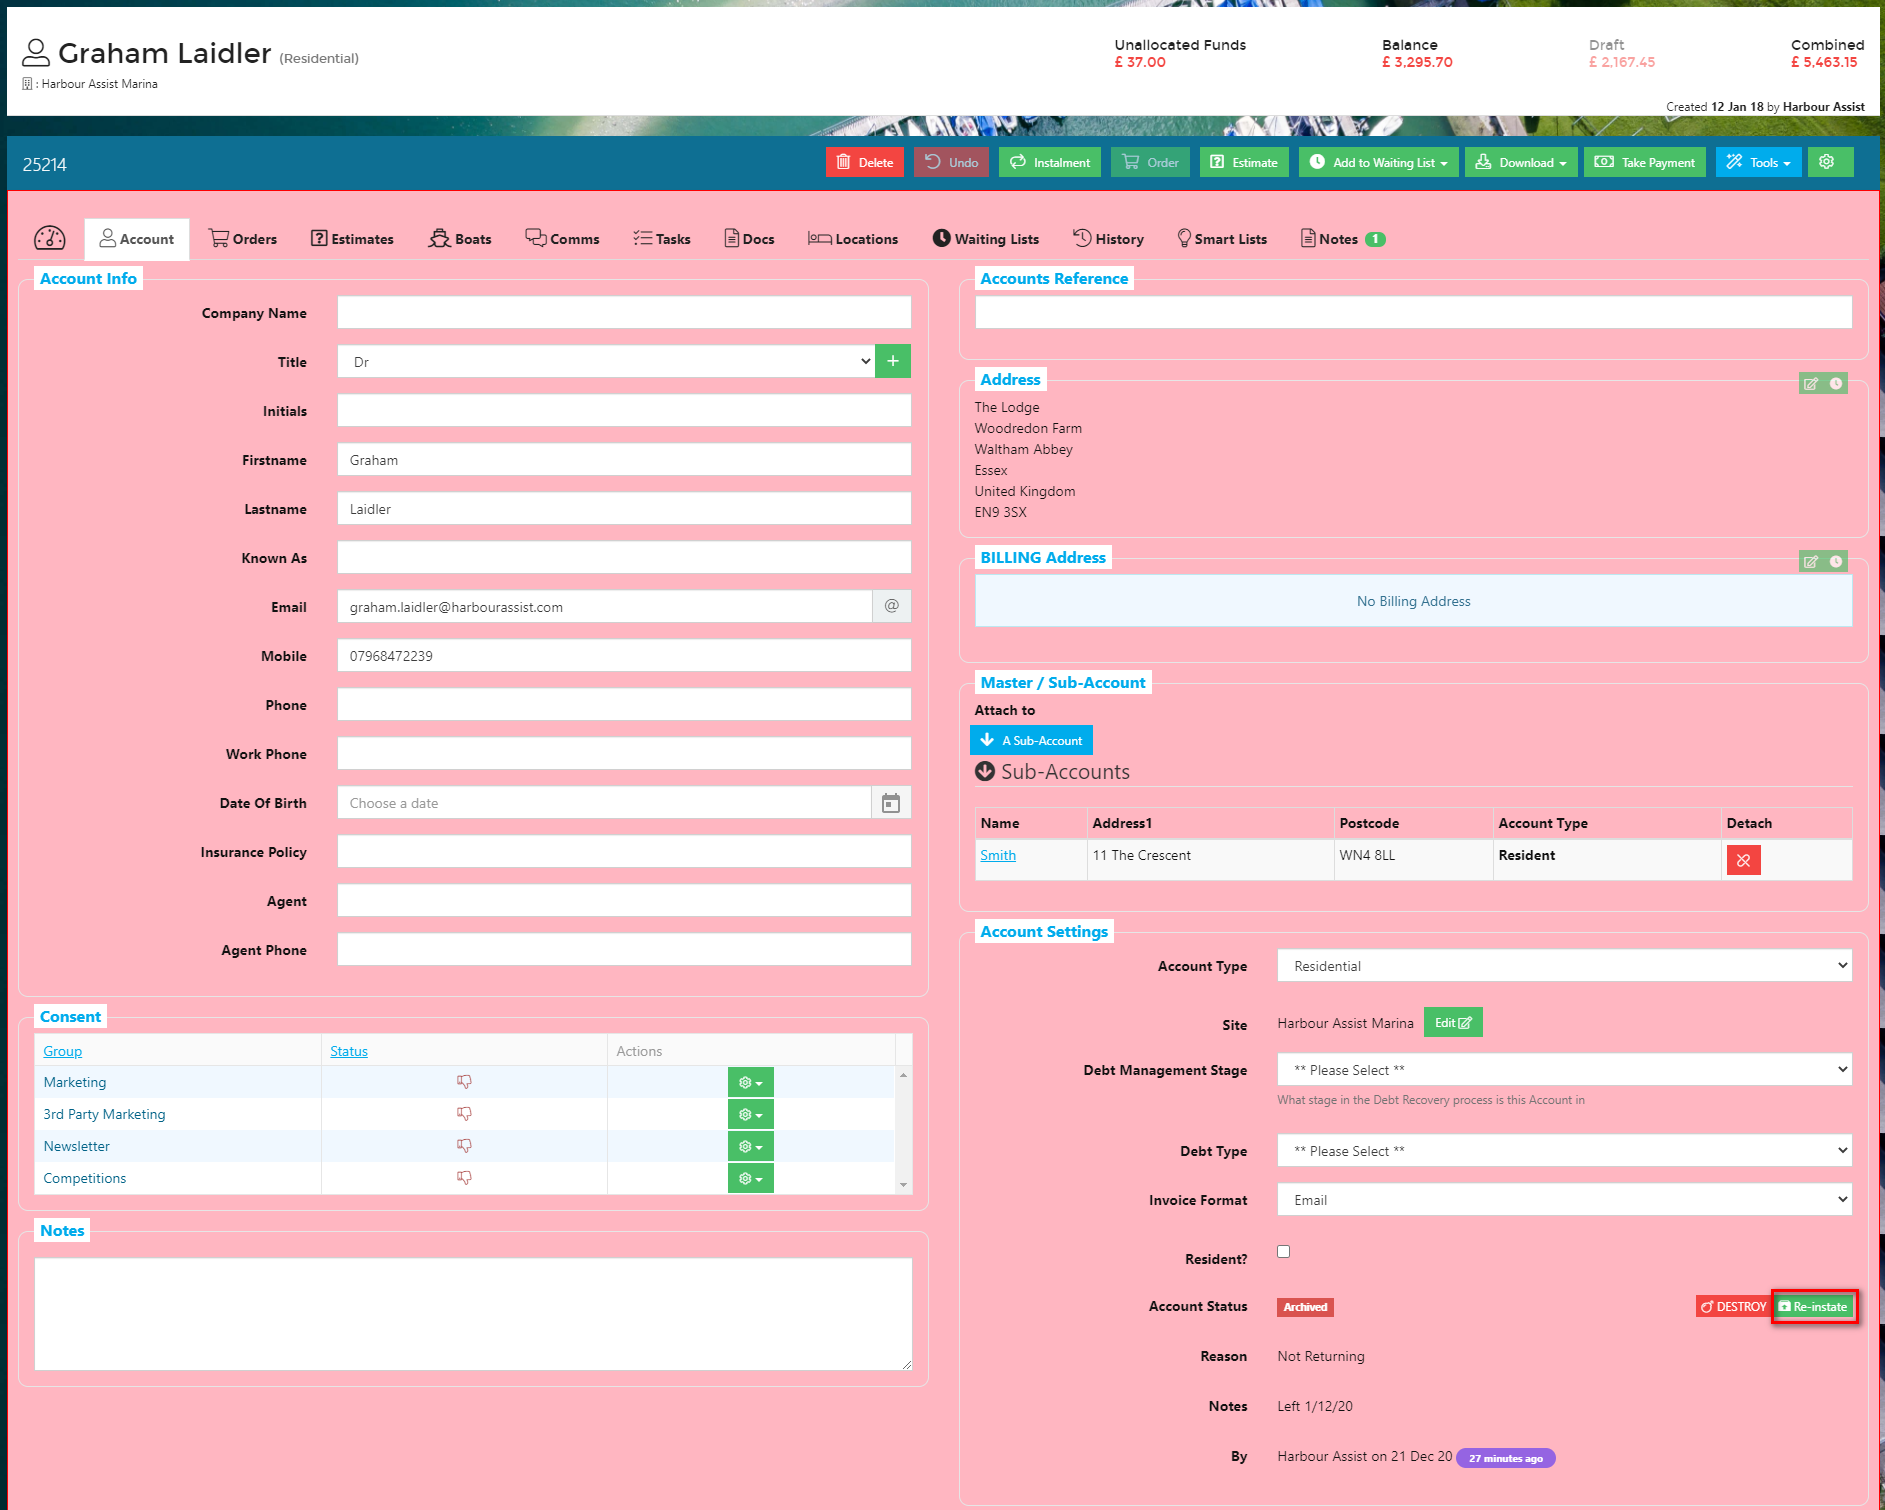 Graham Laidler (Residential)
: Harbour Assist Marina
Unallocated Funds
£ 37.00
Balance
£ 3,295.70
Draft
£ 2,167.45
Combined
£ 5,463.15
Created 12 Jan 18 by Harbour Assist
25214
Delete
Undo
Instalment
Order
Estimate
Add to Waiting List
Download
Take Payment
Tools
Account
Orders
Estimates
Boats
Comms
Tasks
Docs
Locations
Waiting Lists
History
Smart Lists
Notes 1
Account Info
Company Name
Title Dr +
Initials
Firstname Graham
Lastname Laidler
Known As
Email graham.laidler@harbourassist.com @
Mobile 07968472239
Phone
Work Phone
Date Of Birth Choose a date
Insurance Policy
Agent
Agent Phone
Consent
Group Status Actions
Marketing
3rd Party Marketing
Newsletter
Competitions
Notes
Accounts Reference
Address
The Lodge
Woodredon Farm
Waltham Abbey
Essex
United Kingdom
EN9 3SX
BILLING Address
No Billing Address
Master / Sub-Account
Attach to
A Sub-Account
Sub-Accounts
Name Address1 Postcode Account Type Detach
Smith 11 The Crescent WN4 8LL Resident
Account Settings
Account Type Residential
Site Harbour Assist Marina Edit
Debt Management Stage ** Please Select **
What stage in the Debt Recovery process is this Account in
Debt Type ** Please Select **
Invoice Format Email
Resident?
Account Status Archived DESTROY Re-instate
Reason Not Returning
Notes Left 1/12/20
By Harbour Assist on 21 Dec 20 27 minutes ago